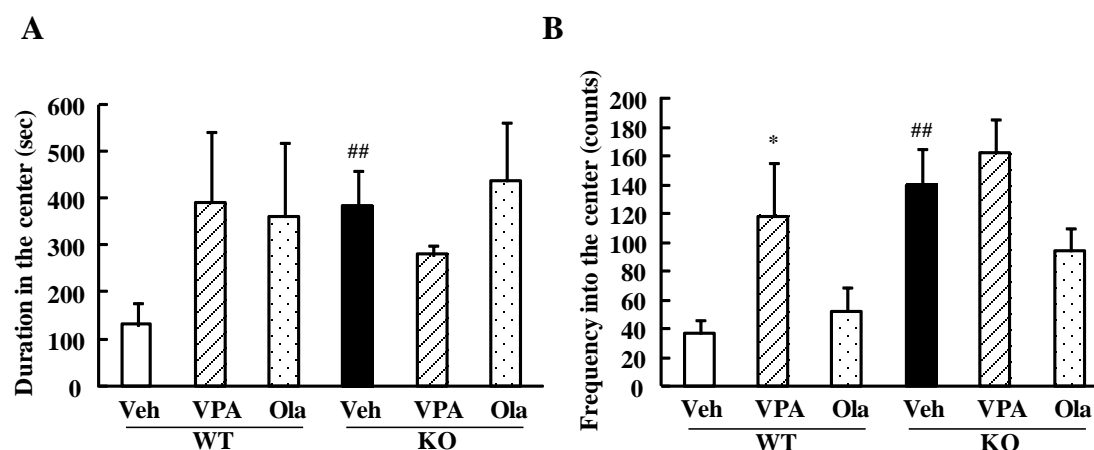 A
Duration in the center (sec)
600
500
400
300
200
100
0
##
Veh VPA Ola Veh VPA Ola
WT KO
B
Frequency into the center (counts)
200
180
160
140
120
100
80
60
40
20
0
* ##
Veh VPA Ola Veh VPA Ola
WT KO